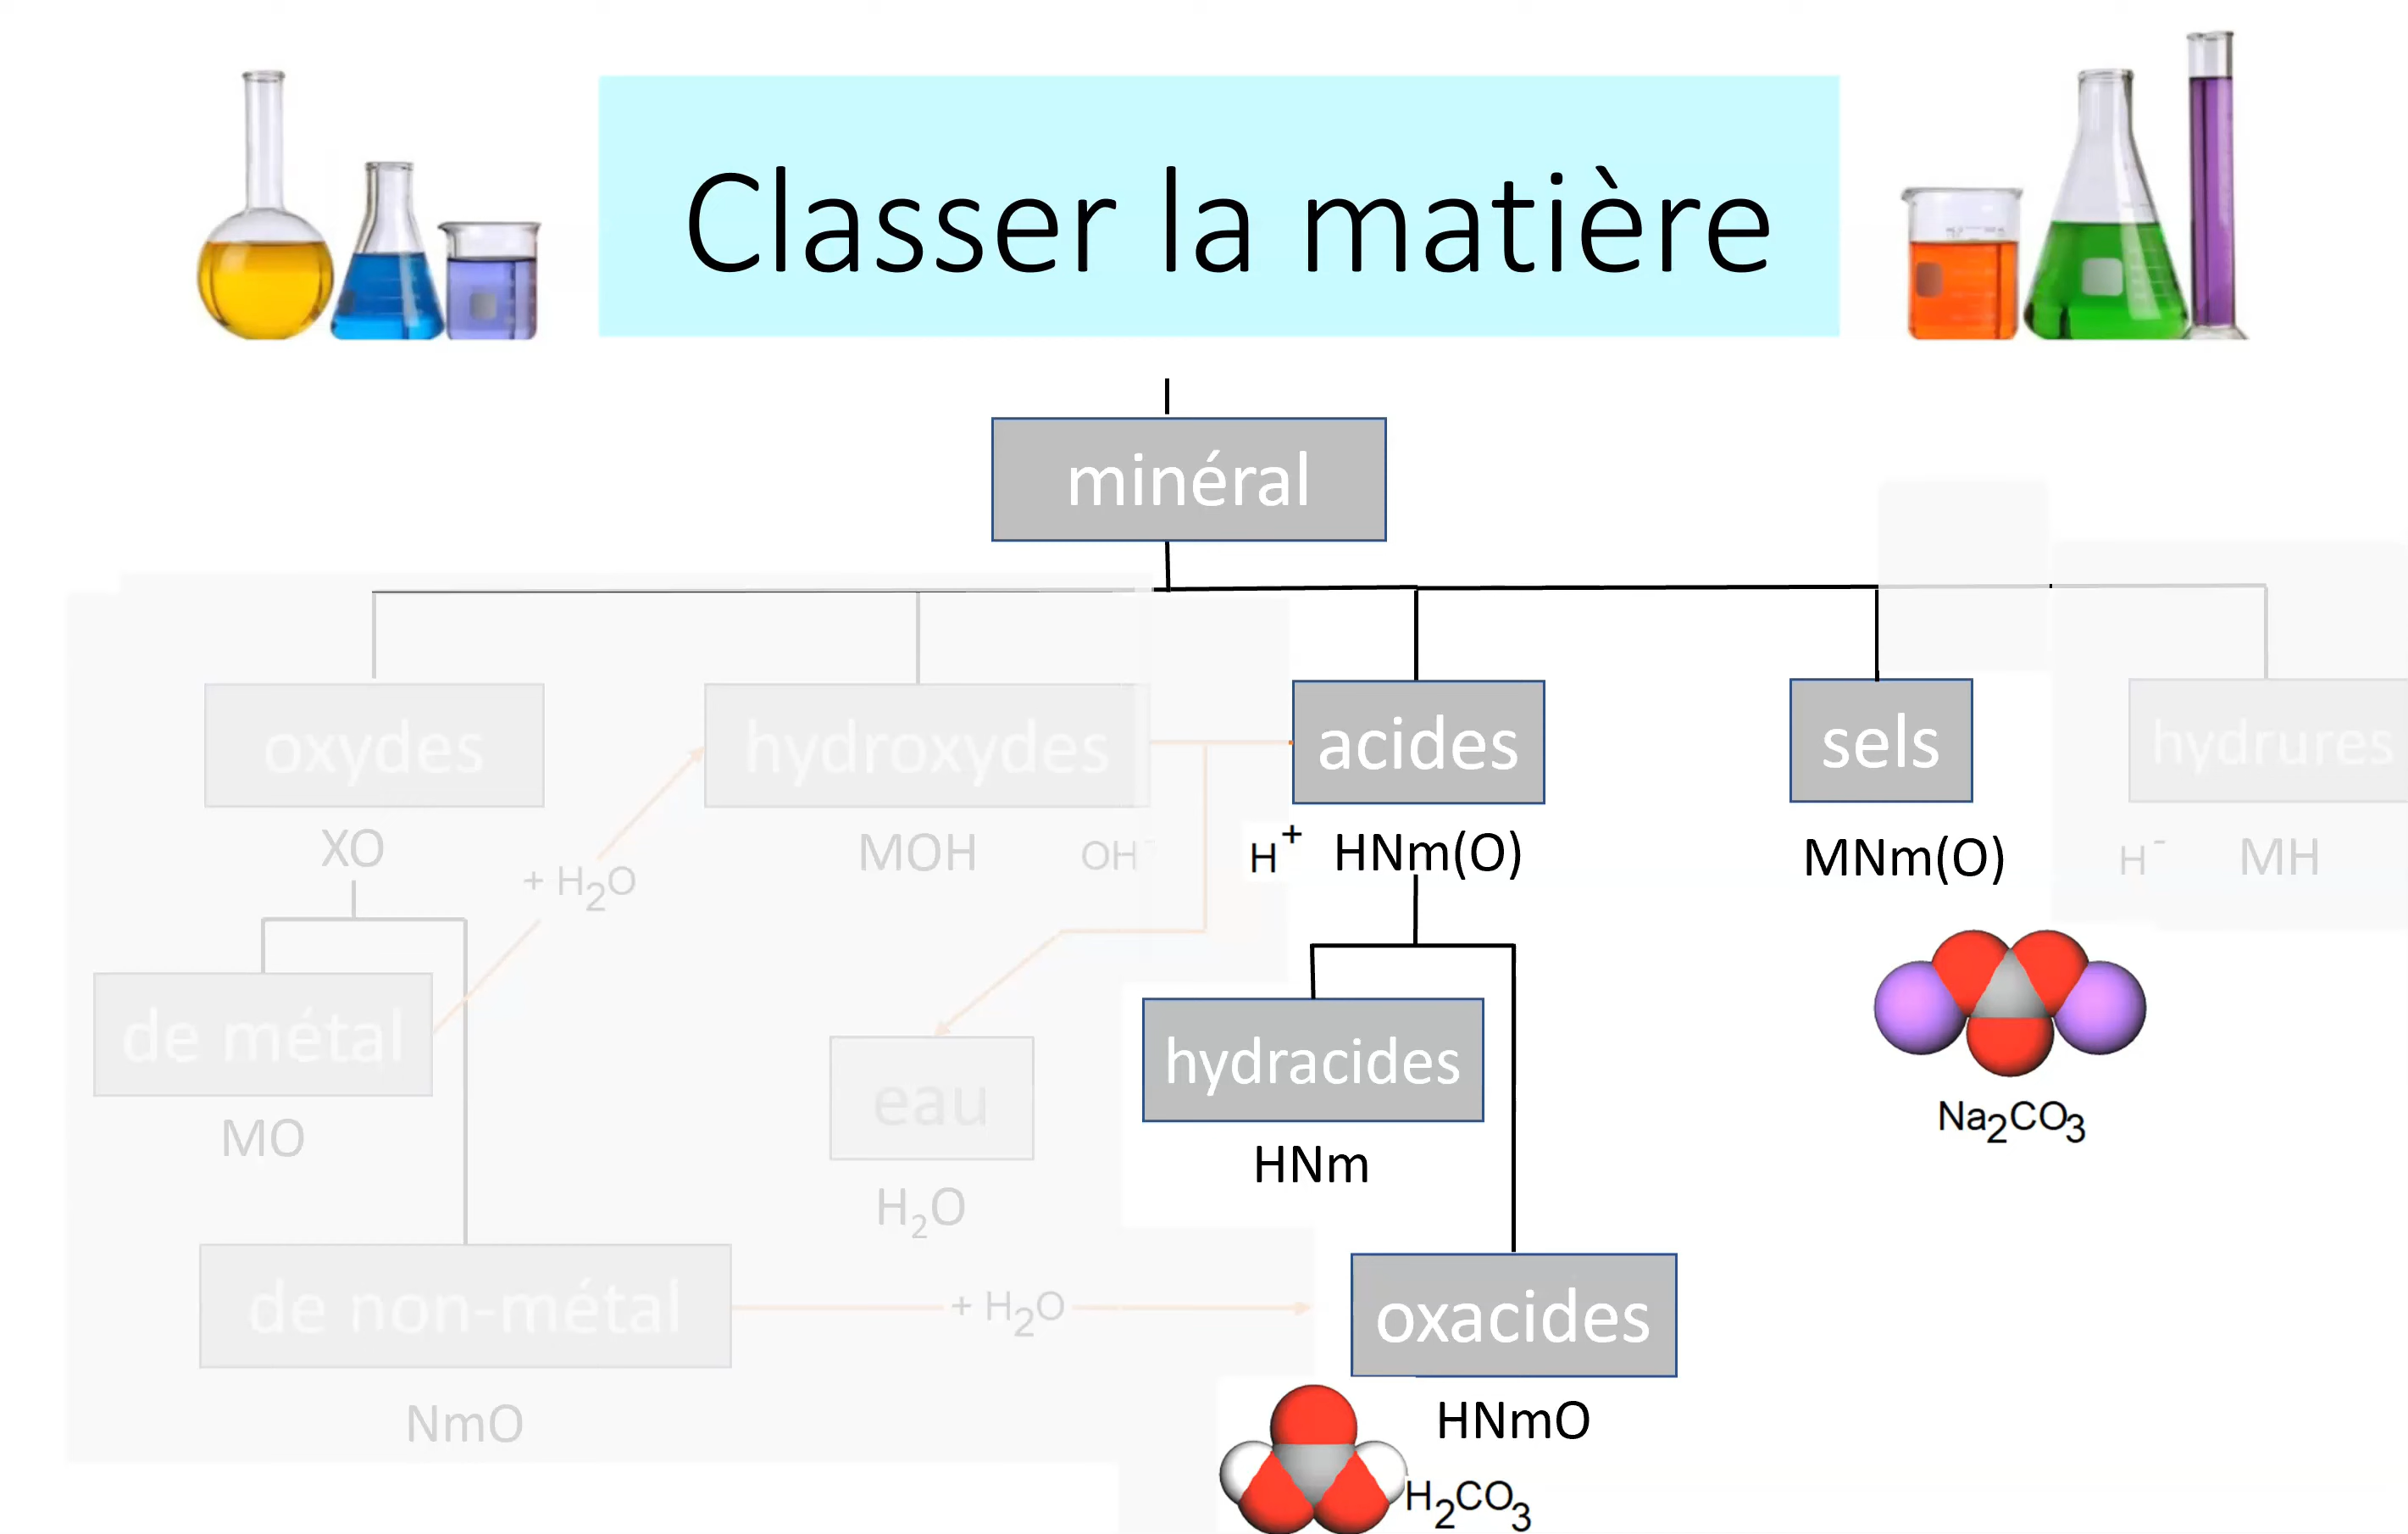 Classer la matière
minéral
oxydes
hydroxydes
acides
sels
hydrures
XO
+ H₂O
MOH
OH⁻
H⁺
HNm(O)
MNm(O)
H⁻
MH
de métal
MO
eau
H₂O
hydracides
HNm
Na₂CO₃
de non-métal
+ H₂O
oxacides
NmO
HNmO
H₂CO₃